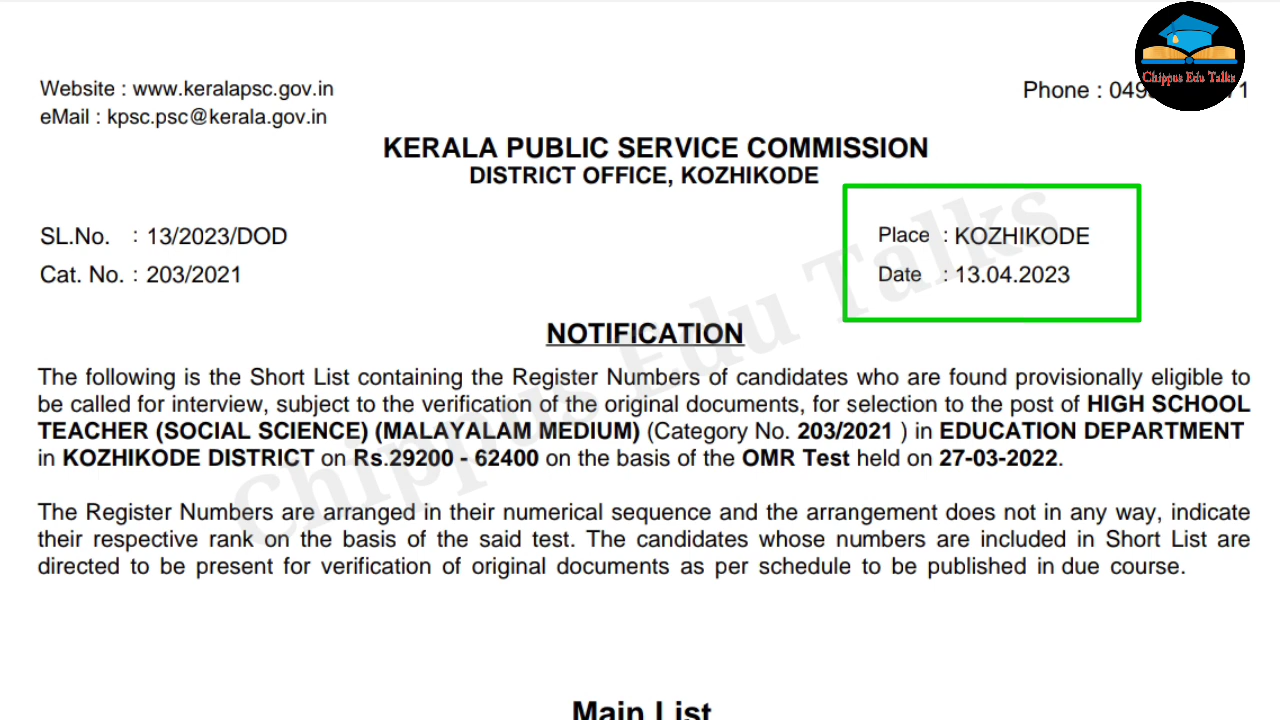 Chippus Edu Talks
Website : www.keralapsc.gov.in
Phone : 049 1
eMail : kpsc.psc@kerala.gov.in
KERALA PUBLIC SERVICE COMMISSION
DISTRICT OFFICE, KOZHIKODE
SL.No. : 13/2023/DOD
Place : KOZHIKODE
Cat. No. : 203/2021
Date : 13.04.2023
NOTIFICATION
The following is the Short List containing the Register Numbers of candidates who are found provisionally eligible to
be called for interview, subject to the verification of the original documents, for selection to the post of HIGH SCHOOL
TEACHER (SOCIAL SCIENCE) (MALAYALAM MEDIUM) (Category No. 203/2021 ) in EDUCATION DEPARTMENT
in KOZHIKODE DISTRICT on Rs.29200 - 62400 on the basis of the OMR Test held on 27-03-2022.
The Register Numbers are arranged in their numerical sequence and the arrangement does not in any way, indicate
their respective rank on the basis of the said test. The candidates whose numbers are included in Short List are
directed to be present for verification of original documents as per schedule to be published in due course.
Chippus Edu Talks
Main List